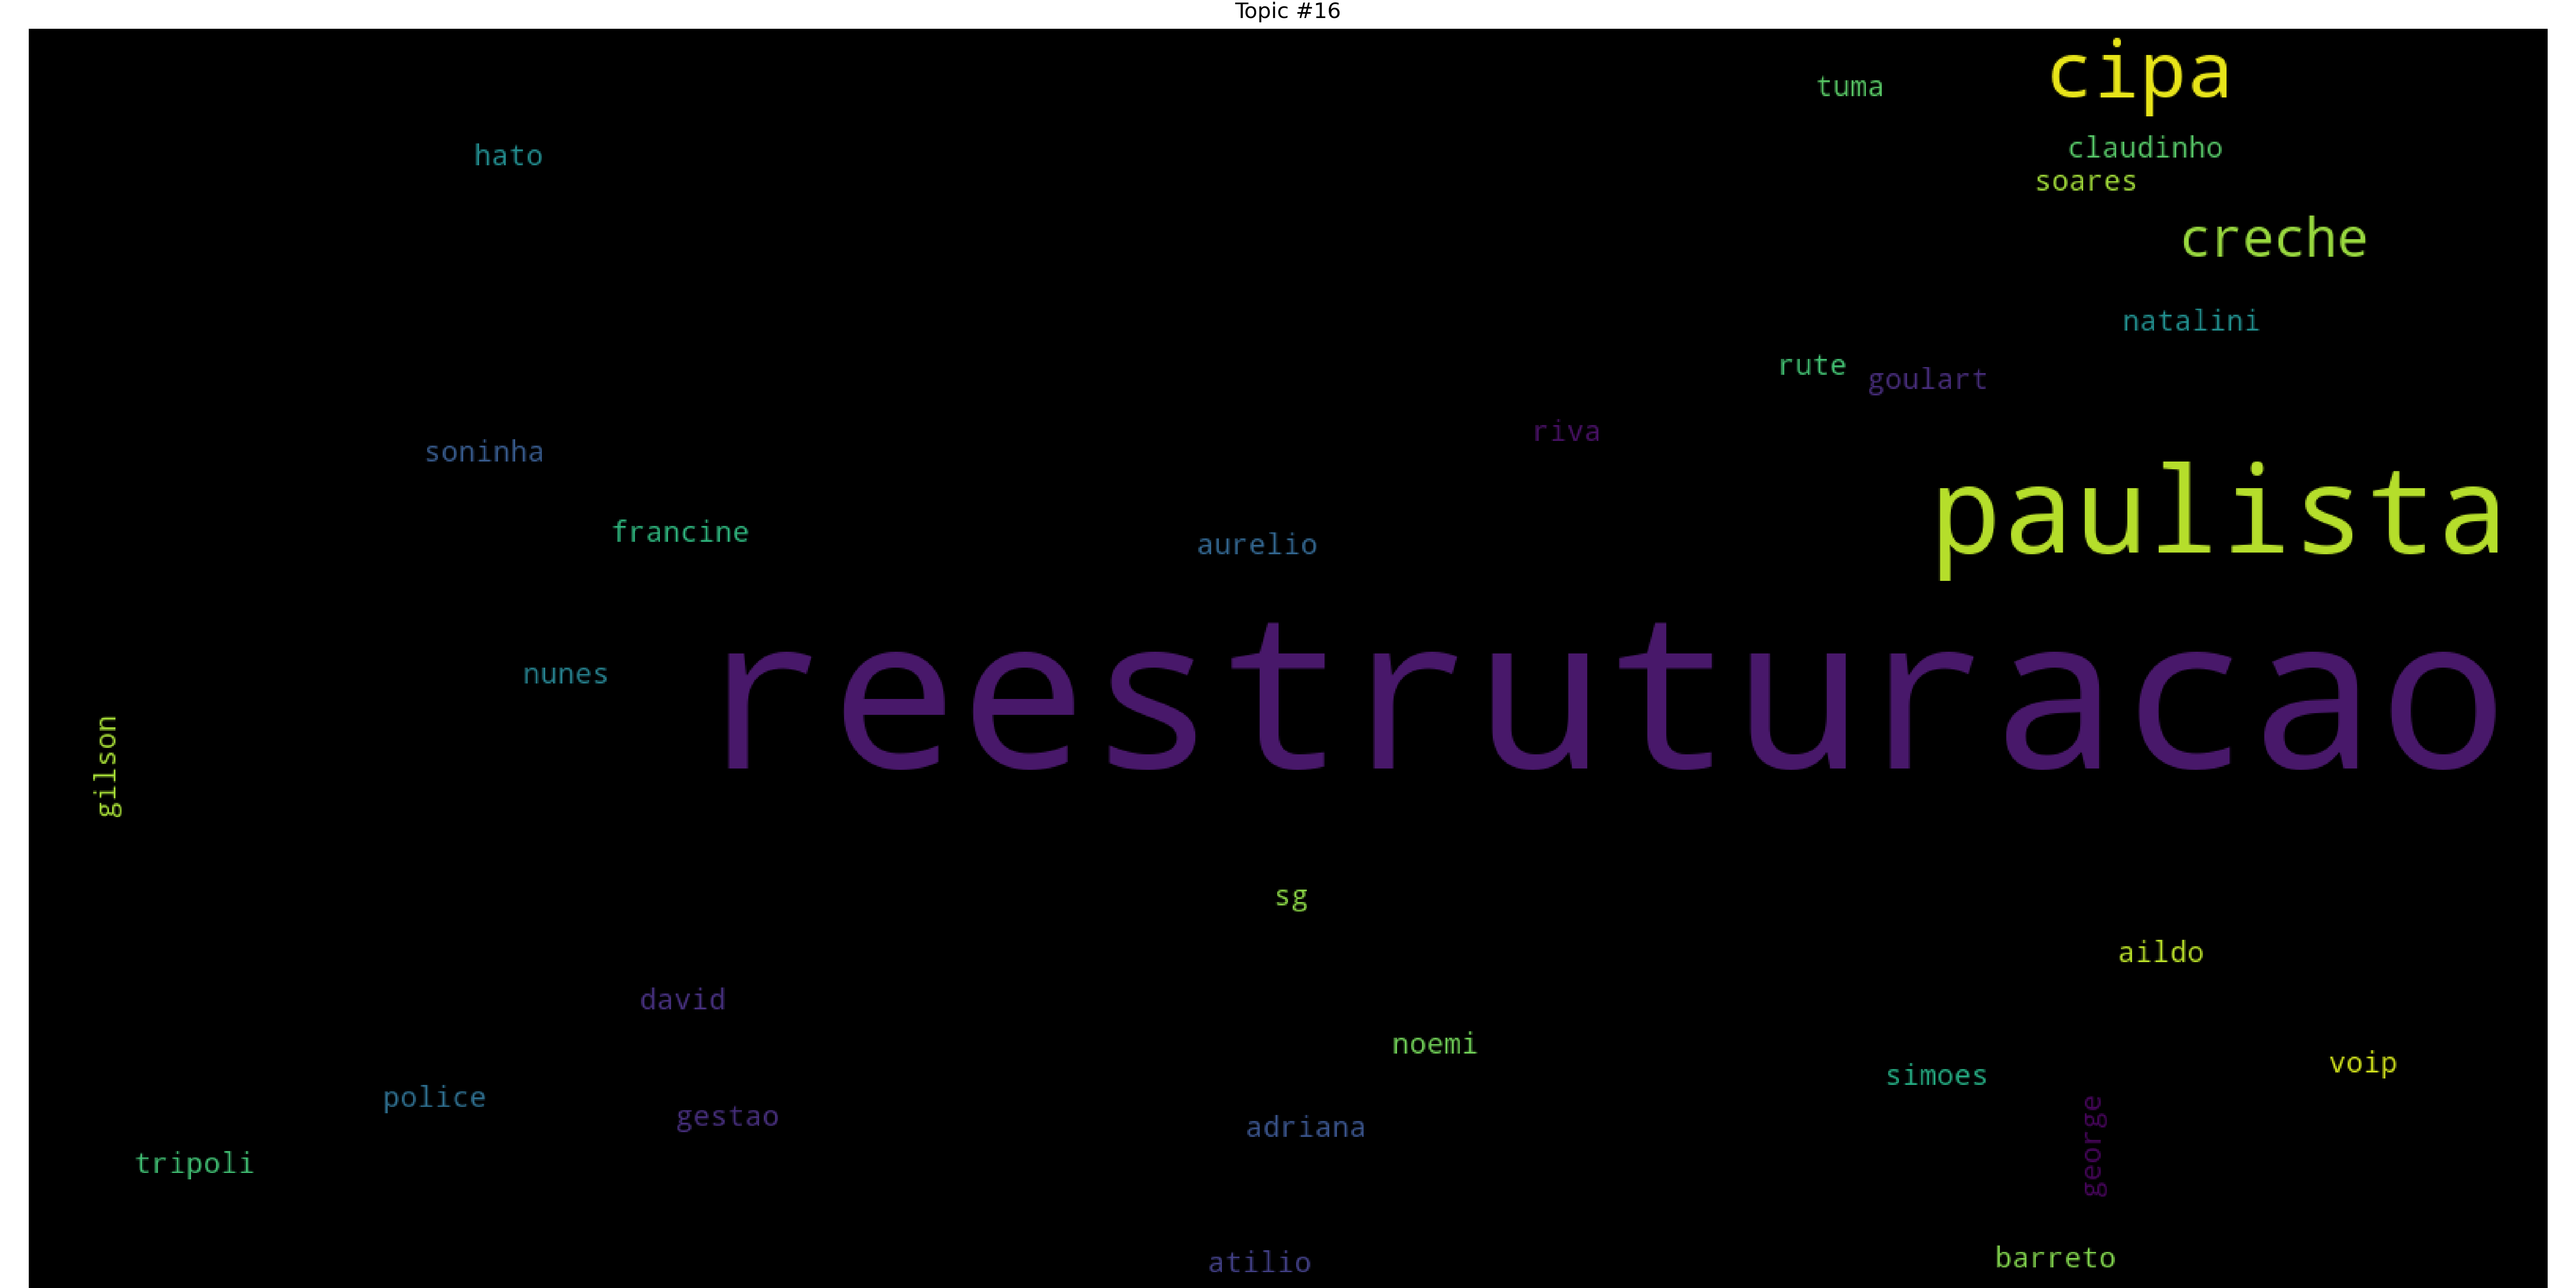 Topic #16
cipa
tuma
claudinho
hato
soares
creche
natalini
rute
goulart
riva
soninha
paulista
francine
aurelio
nunes
reestruturacao
gilson
sg
aildo
david
noemi
voip
simoes
police
gestao
adriana
george
tripoli
barreto
atilio